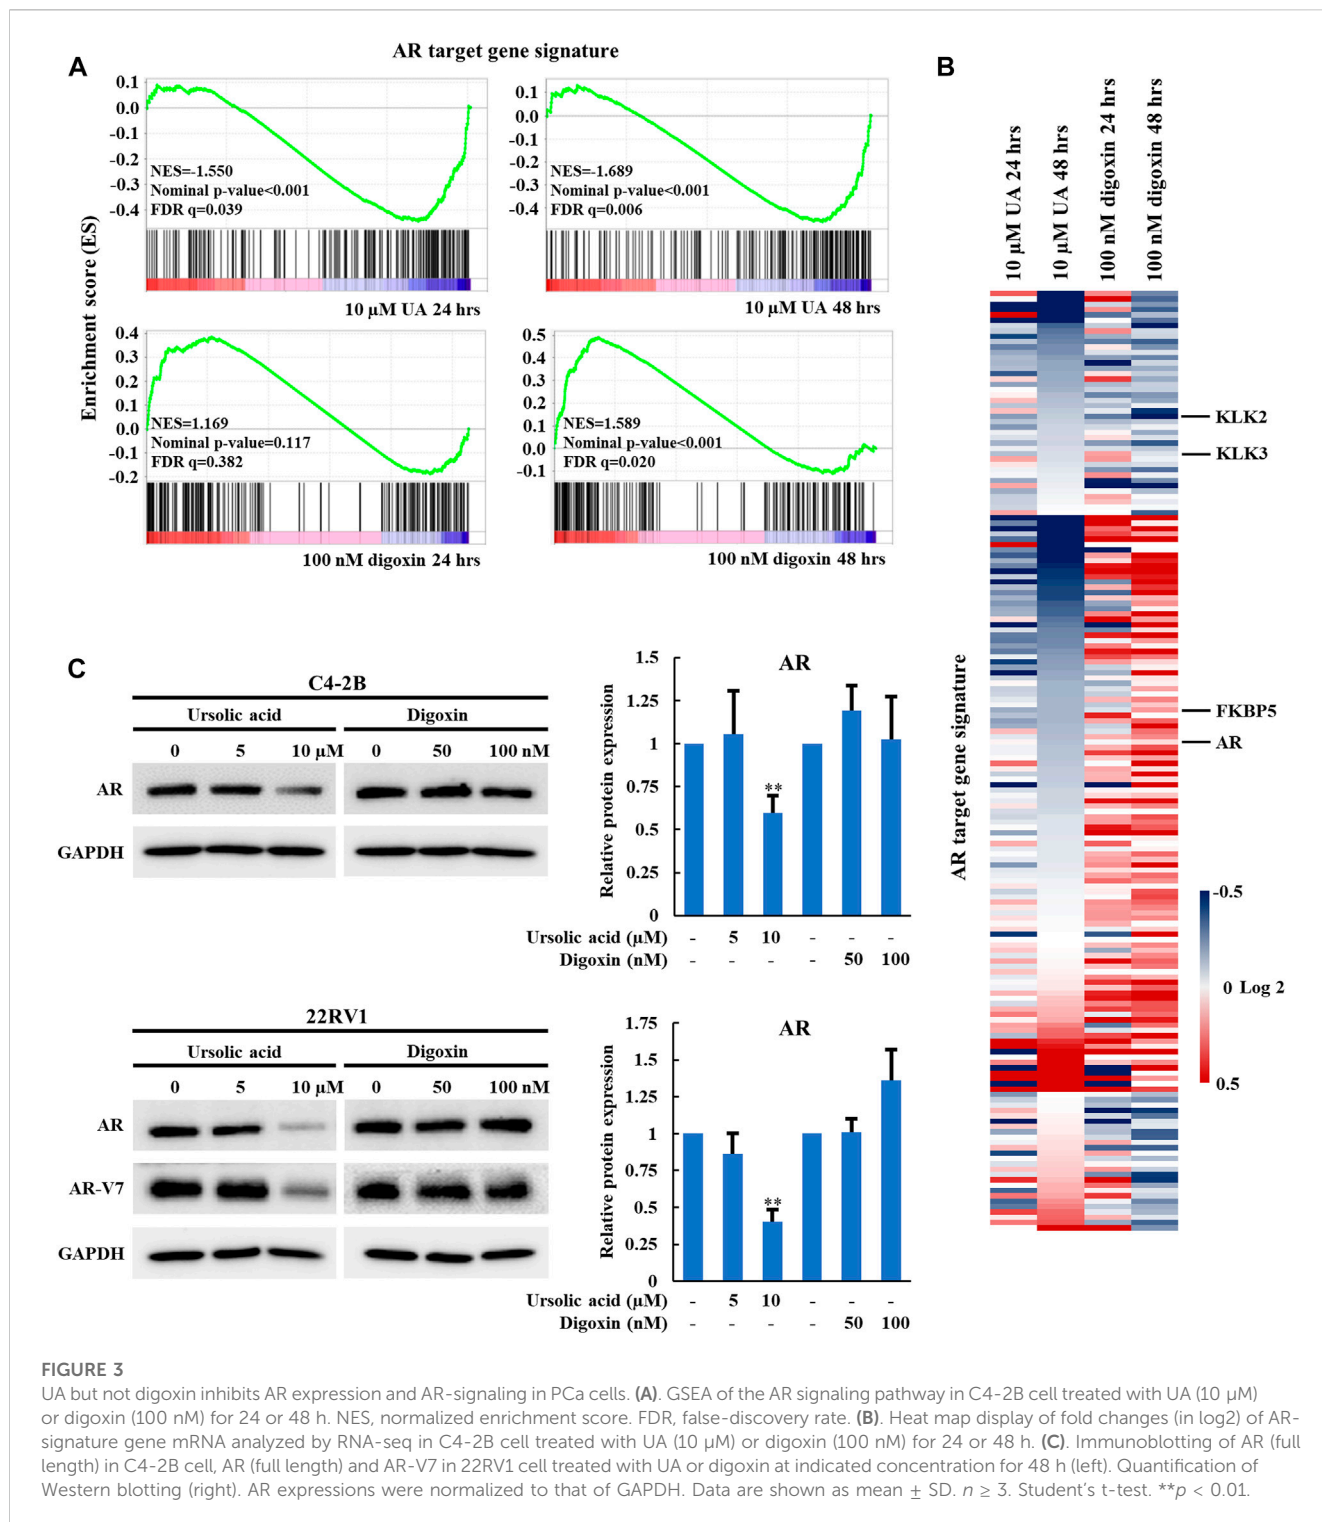 AR target gene signature
A
Enrichment score (ES)
0.1
0.0
-0.1
-0.2
-0.3
-0.4
NES=-1.550
Nominal p-value<0.001
FDR q=0.039
10 μM UA 24 hrs
0.1
0.0
-0.1
-0.2
-0.3
-0.4
NES=-1.689
Nominal p-value<0.001
FDR q=0.006
10 μM UA 48 hrs
0.4
0.3
0.2
0.1
0.0
-0.1
-0.2
NES=1.169
Nominal p-value=0.117
FDR q=0.382
100 nM digoxin 24 hrs
0.5
0.4
0.3
0.2
0.1
0.0
-0.1
NES=1.589
Nominal p-value<0.001
FDR q=0.020
100 nM digoxin 48 hrs
B
10 μM UA 24 hrs
10 μM UA 48 hrs
100 nM digoxin 24 hrs
100 nM digoxin 48 hrs
KLK2
KLK3
FKBP5
AR
AR target gene signature
-0.5
0 Log 2
0.5
C
C4-2B
Ursolic acid Digoxin
0 5 10 μM 0 50 100 nM
AR
GAPDH
AR
Relative protein expression
1.5
1.25
1
0.75
0.5
0.25
0
**
Ursolic acid (μM) - 5 10 - - -
Digoxin (nM) - - - - 50 100
22RV1
Ursolic acid Digoxin
0 5 10 μM 0 50 100 nM
AR
AR-V7
GAPDH
AR
Relative protein expression
1.75
1.5
1.25
1
0.75
0.5
0.25
0
**
Ursolic acid (μM) - 5 10 - - -
Digoxin (nM) - - - - 50 100
FIGURE 3
UA but not digoxin inhibits AR expression and AR-signaling in PCa cells. (A). GSEA of the AR signaling pathway in C4-2B cell treated with UA (10 μM)
or digoxin (100 nM) for 24 or 48 h. NES, normalized enrichment score. FDR, false-discovery rate. (B). Heat map display of fold changes (in log2) of AR-
signature gene mRNA analyzed by RNA-seq in C4-2B cell treated with UA (10 μM) or digoxin (100 nM) for 24 or 48 h. (C). Immunoblotting of AR (full
length) in C4-2B cell, AR (full length) and AR-V7 in 22RV1 cell treated with UA or digoxin at indicated concentration for 48 h (left). Quantification of
Western blotting (right). AR expressions were normalized to that of GAPDH. Data are shown as mean ± SD. n ≥ 3. Student's t-test. **p < 0.01.